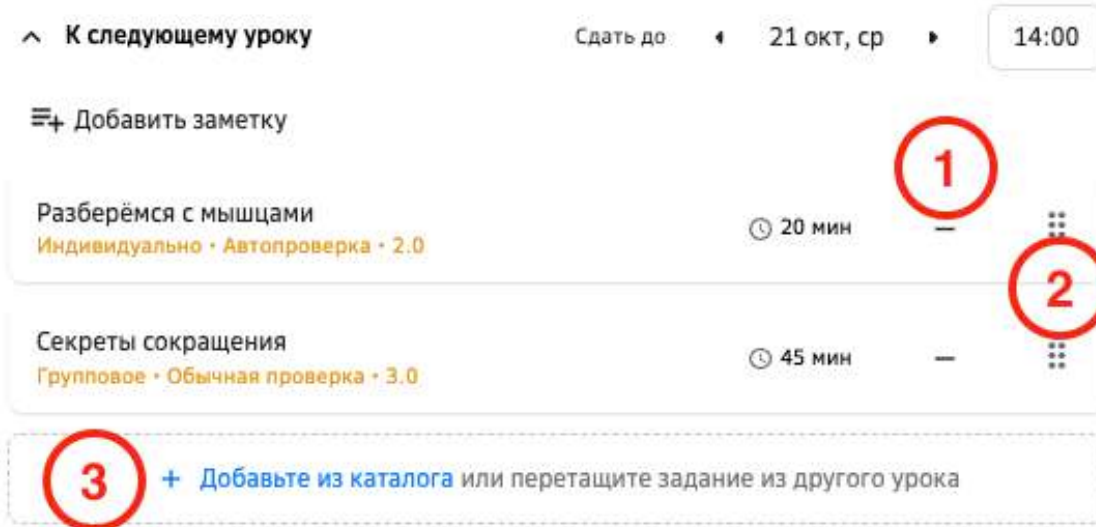 К следующему уроку Сдать до 21 окт, ср 14:00
Добавить заметку
1
Разберёмся с мышцами
Индивидуально • Автопроверка • 2.0
20 мин
2
Секреты сокращения
Групповое • Обычная проверка • 3.0
45 мин
3
+ Добавьте из каталога или перетащите задание из другого урока